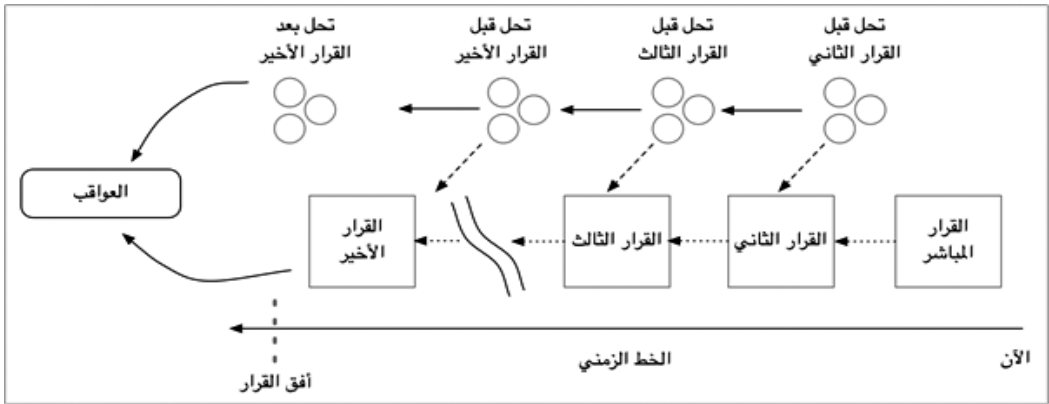 تحل قبل
القرار الثاني
تحل قبل
القرار الثالث
تحل قبل
القرار الأخير
تحل بعد
القرار الأخير
العواقب
القرار
المباشر
القرار الثاني
القرار الثالث
القرار
الأخير
الآن
الخط الزمني
أفق القرار